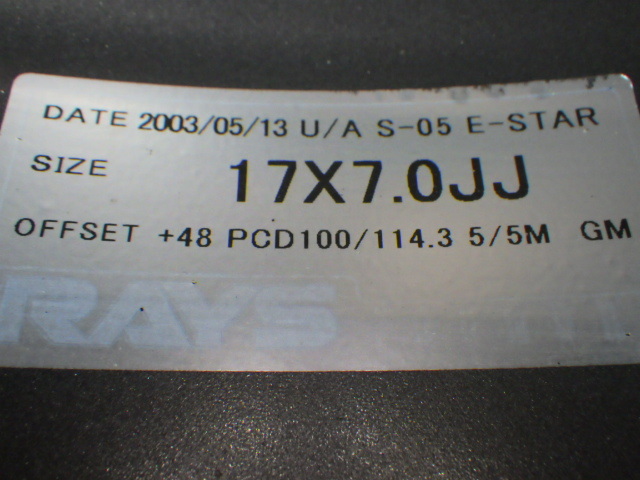 DATE 2003/05/13 U/A S-05 E-STAR
SIZE 17X7.0JJ
OFFSET +48 PCD100/114.3 5/5M GM
RAYS